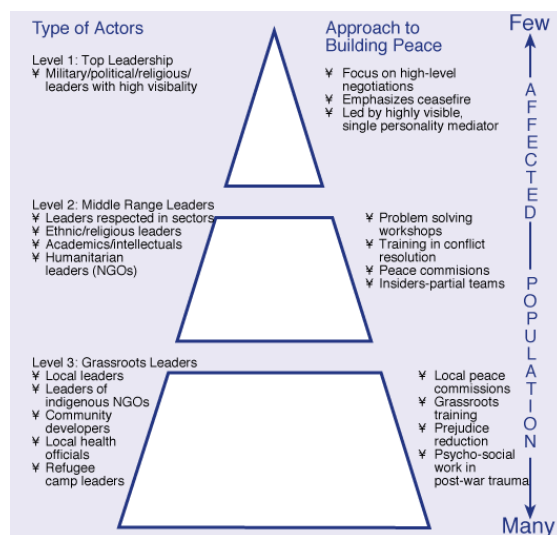 Type of Actors
Level 1: Top Leadership
¥ Military/political/religious/
leaders with high visibality
Approach to
Building Peace
¥ Focus on high-level
negotiations
¥ Emphasizes ceasefire
¥ Led by highly visible,
single personality mediator
Level 2: Middle Range Leaders
¥ Leaders respected in sectors
¥ Ethnic/religious leaders
¥ Academics/intellectuals
¥ Humanitarian
leaders (NGOs)
¥ Problem solving
workshops
¥ Training in conflict
resolution
¥ Peace commisions
¥ Insiders-partial teams
Level 3: Grassroots Leaders
¥ Local leaders
¥ Leaders of
indigenous NGOs
¥ Community
developers
¥ Local health
officials
¥ Refugee
camp leaders
¥ Local peace
commissions
¥ Grassroots
training
¥ Prejudice
reduction
¥ Psycho-social
work in
post-war trauma
Few
AFFECTED POPULATION
Many